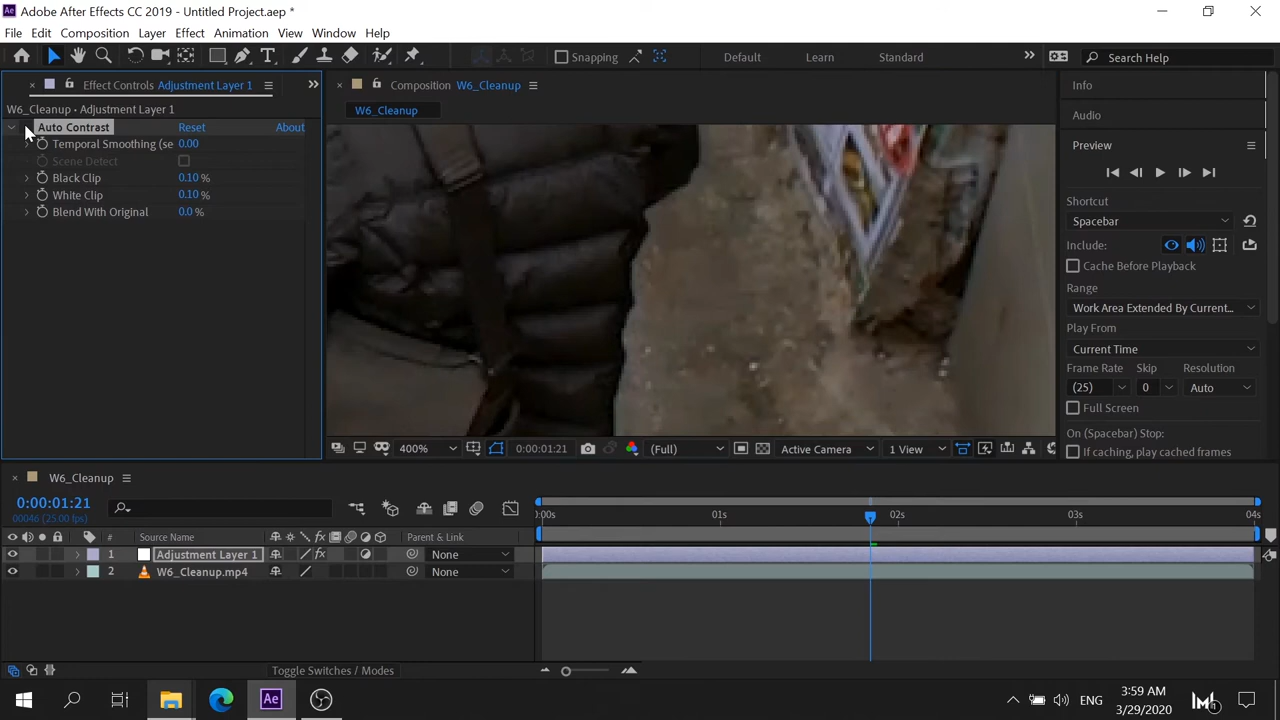 Adobe After Effects CC 2019 - Untitled Project.aep *
File Edit Composition Layer Effect Animation View Window Help
Snapping Default Learn Standard Search Help
Effect Controls Adjustment Layer 1
W6_Cleanup • Adjustment Layer 1
Auto Contrast Reset About
Temporal Smoothing (se 0.00
Scene Detect
Black Clip 0.10 %
White Clip 0.10 %
Blend With Original 0.0 %
Composition W6_Cleanup
W6_Cleanup
400% 0:00:01:21 (Full) Active Camera 1 View
Info
Audio
Preview
Shortcut
Spacebar
Include:
Cache Before Playback
Range
Work Area Extended By Current...
Play From
Current Time
Frame Rate Skip Resolution
(25) 0 Auto
Full Screen
On (Spacebar) Stop:
If caching, play cached frames
W6_Cleanup
0:00:01:21
00046 (25.00 fps)
:00s 01s 02s 03s 04s
# Source Name Parent & Link
1 Adjustment Layer 1 fx None
2 W6_Cleanup.mp4 None
Toggle Switches / Modes
Ae ENG 3:59 AM
3/29/2020 1